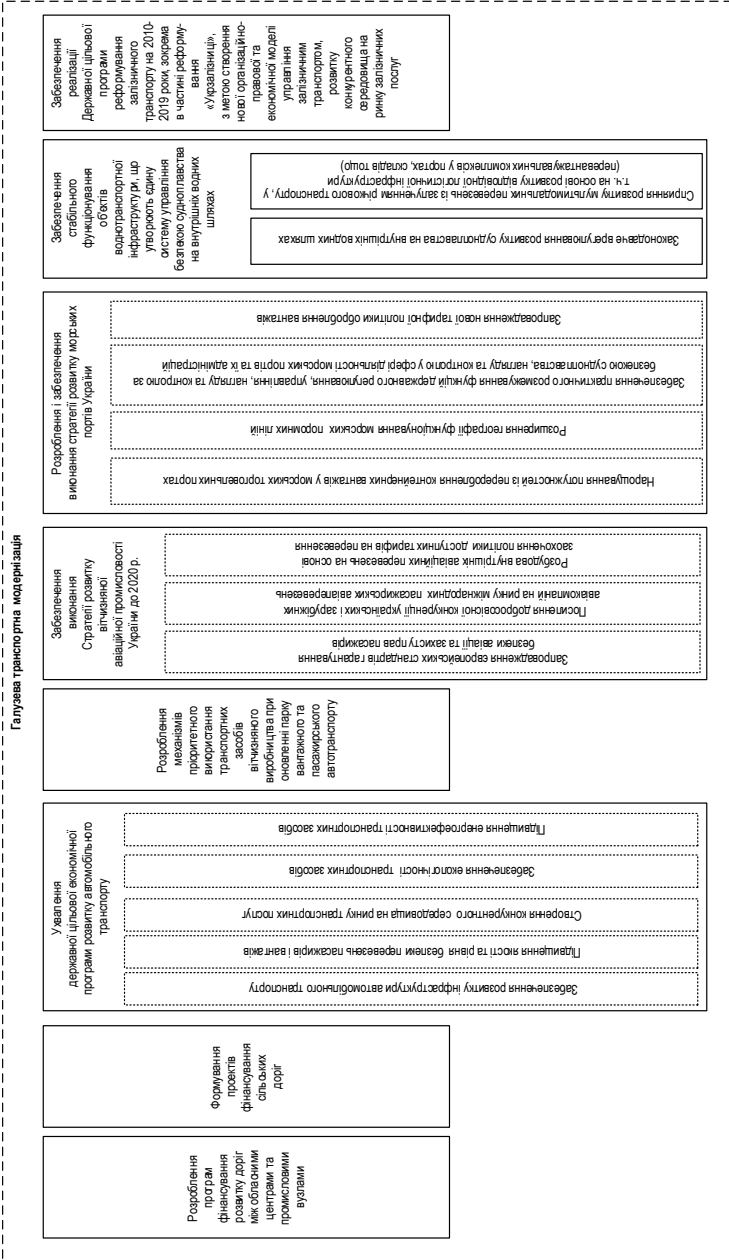 Галузева транспортна модернізація
Розроблення
програм
фінансування
розвитку доріг
між обласними
центрами та
промисловими
вузлами
Формування
проектів
фінансування
сільських
доріг
Ухвалення
державної цільової економічної
програми розвитку автомобільного
транспорту
Забезпечення розвитку інфраструктури автомобільного транспорту
Підвищення якості та рівня безпеки перевезень пасажирів і вантажів
Створення конкурентного середовища на ринку транспортних послуг
Забезпечення екологічності транспортних засобів
Підвищення енергоефективності транспортних засобів
Розроблення
механізмів
пріоритетного
використання
транспортних
засобів
вітчизняного
виробництва при
оновленні парку
вантажного та
пасажирського
автотранспорту
Забезпечення
виконання
Стратегії розвитку
вітчизняної
авіаційної промисловості
України до 2020 р.
Запровадження європейських стандартів гарантування
безпеки авіації та захисту прав пасажирів
Посилення добросовісної конкуренції українських і зарубіжних
авіакомпаній на ринку міжнародних пасажирських авіаперевезень
Розбудова внутрішніх авіаційних перевезень на основі
заохочення політики доступних тарифів на перевезення
Розроблення і забезпечення
виконання стратегії розвитку морських
портів України
Нарощування потужностей із перероблення контейнерних вантажів у морських торговельних портах
Розширення географії функціонування морських поромних ліній
Забезпечення практичного розмежування функцій державного регулювання, управління, нагляду та контролю за
безпекою судноплавства, нагляду та контролю у сфері діяльності морських портів та їх адміністрацій
Запровадження нової тарифної політики оброблення вантажів
Забезпечення
стабільного
функціонування
об'єктів
воднотранспортної
інфраструктури, що
утворюють єдину
систему управління
безпекою судноплавства
на внутрішніх водних
шляхах
Законодавче врегулювання розвитку судноплавства на внутрішніх водних шляхах
Сприяння розвитку мультимодальних перевезень із залученням річкового транспорту, у
т.ч. на основі розвитку відповідної логістичної інфраструктури
(перевантажувальних комплексів у портах, складів тощо)
Забезпечення
реалізації
Державної цільової
програми
реформування
залізничного
транспорту на 2010-
2019 роки, зокрема
в частині реформу-
вання
«Укрзалізниці»,
з метою створення
нової організаційно-
правової та
економічної моделі
управління
залізничним
транспортом,
розвитку
конкурентного
середовища на
ринку залізничних
послуг